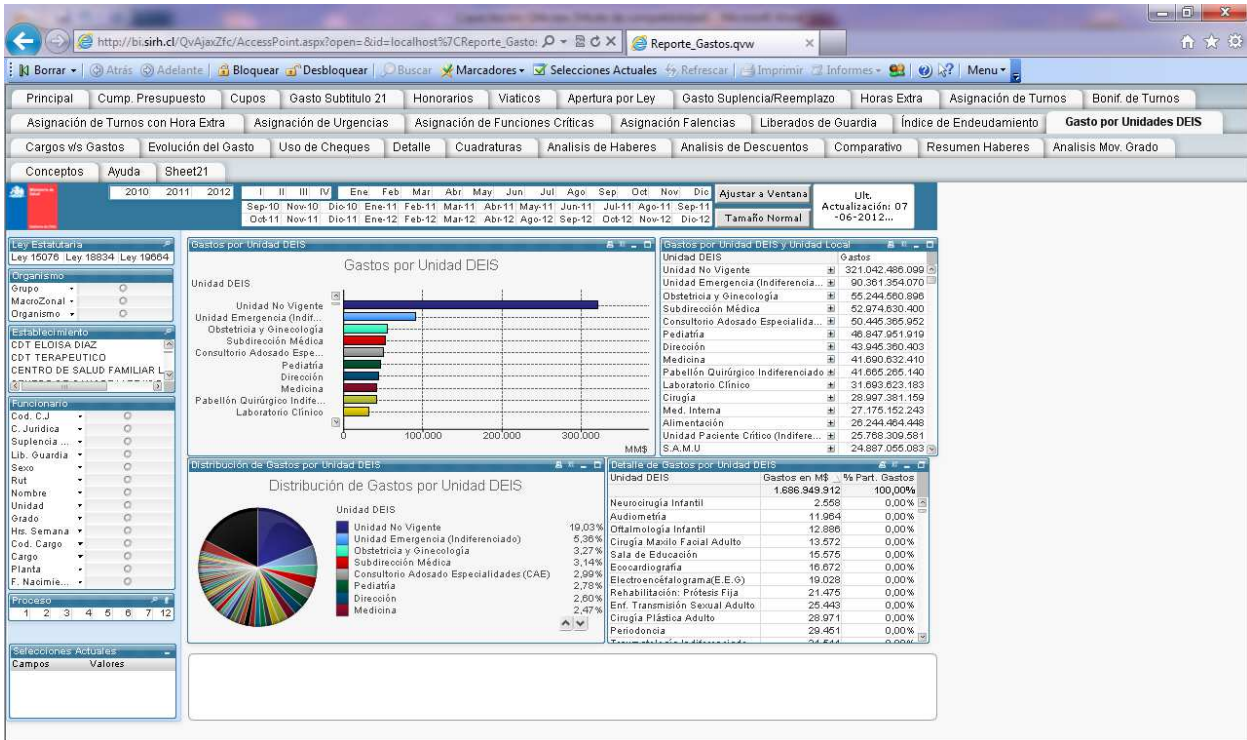 http://bi.sirh.cl/QvAjaxZfc/AccessPoint.aspx?open=&id=localhost%7CReporte_Gasto: Reporte_Gastos.qvw
Borrar Atrás Adelante Bloquear Desbloquear Buscar Marcadores Selecciones Actuales Refrescar Imprimir Informes Menu
Principal Cump. Presupuesto Cupos Gasto Subtitulo 21 Honorarios Viaticos Apertura por Ley Gasto Suplencia/Reemplazo Horas Extra Asignación de Turnos Bonif. de Turnos
Asignación de Turnos con Hora Extra Asignación de Urgencias Asignación de Funciones Críticas Asignación Falencias Liberados de Guardia Índice de Endeudamiento Gasto por Unidades DEIS
Cargos v/s Gastos Evolución del Gasto Uso de Cheques Detalle Cuadraturas Analisis de Haberes Analisis de Descuentos Comparativo Resumen Haberes Analisis Mov. Grado
Conceptos Ayuda Sheet21
2010 2011 2012 I II III IV Ene Feb Mar Abr May Jun Jul Ago Sep Oct Nov Dic
Sep-10 Nov-10 Dic-10 Ene-11 Feb-11 Mar-11 Abr-11 May-11 Jun-11 Jul-11 Ago-11 Sep-11
Oct-11 Nov-11 Dic-11 Ene-12 Feb-12 Mar-12 Abr-12 Ago-12 Sep-12 Oct-12 Nov-12 Dic-12
Ajustar a Ventana
Tamaño Normal
Ult.
Actualización: 07
-06-2012...
Ley Estatutaria
Ley 15076 Ley 18834 Ley 19664
Organismo
Grupo
MacroZonal
Organismo
Establecimiento
CDT ELOISA DIAZ
CDT TERAPEUTICO
CENTRO DE SALUD FAMILIAR L
Funcionario
Cod. C.J
C. Juridica
Suplencia ...
Lib. Guardia
Sexo
Rut
Nombre
Unidad
Grado
Hrs. Semana
Cod. Cargo
Cargo
Planta
F. Nacimie...
Proceso
1 2 3 4 5 6 7 12
Selecciones Actuales
Campos Valores
Gastos por Unidad DEIS
Gastos por Unidad DEIS
Unidad DEIS
Unidad No Vigente
Unidad Emergencia (Indif...
Obstetricia y Ginecología
Subdirección Médica
Consultorio Adosado Espe...
Pediatría
Dirección
Medicina
Pabellón Quirúrgico Indife...
Laboratorio Clínico
0 100.000 200.000 300.000
MM$
Gastos por Unidad DEIS y Unidad Local
Unidad DEIS Gastos
Unidad No Vigente 321.042.486.099
Unidad Emergencia (Indiferencia... 90.361.354.070
Obstetricia y Ginecología 55.244.560.896
Subdirección Médica 52.974.630.400
Consultorio Adosado Especialida... 50.445.365.952
Pediatría 46.847.951.919
Dirección 43.945.360.403
Medicina 41.690.632.410
Pabellón Quirúrgico Indiferenciado 41.665.265.140
Laboratorio Clínico 31.693.623.183
Cirugía 28.997.381.159
Med. Interna 27.175.152.243
Alimentación 26.244.464.448
Unidad Paciente Crítico (Indifere... 25.768.309.581
S.A.M.U 24.887.055.083
Distribución de Gastos por Unidad DEIS
Distribución de Gastos por Unidad DEIS
Unidad DEIS
Unidad No Vigente 19,03%
Unidad Emergencia (Indiferenciado) 5,36%
Obstetricia y Ginecología 3,27%
Subdirección Médica 3,14%
Consultorio Adosado Especialidades (CAE) 2,99%
Pediatría 2,78%
Dirección 2,60%
Medicina 2,47%
Detalle de Gastos por Unidad DEIS
Unidad DEIS Gastos en M$ % Part. Gastos
1.686.949.912 100,00%
Neurocirugía Infantil 2.558 0,00%
Audiometría 11.964 0,00%
Oftalmología Infantil 12.886 0,00%
Cirugía Maxilo Facial Adulto 13.572 0,00%
Sala de Educación 15.575 0,00%
Ecocardiografía 16.672 0,00%
Electroencéfalograma(E.E.G) 19.028 0,00%
Rehabilitación: Prótesis Fija 21.475 0,00%
Enf. Transmisión Sexual Adulto 25.443 0,00%
Cirugía Plástica Adulto 28.971 0,00%
Periodoncia 29.451 0,00%